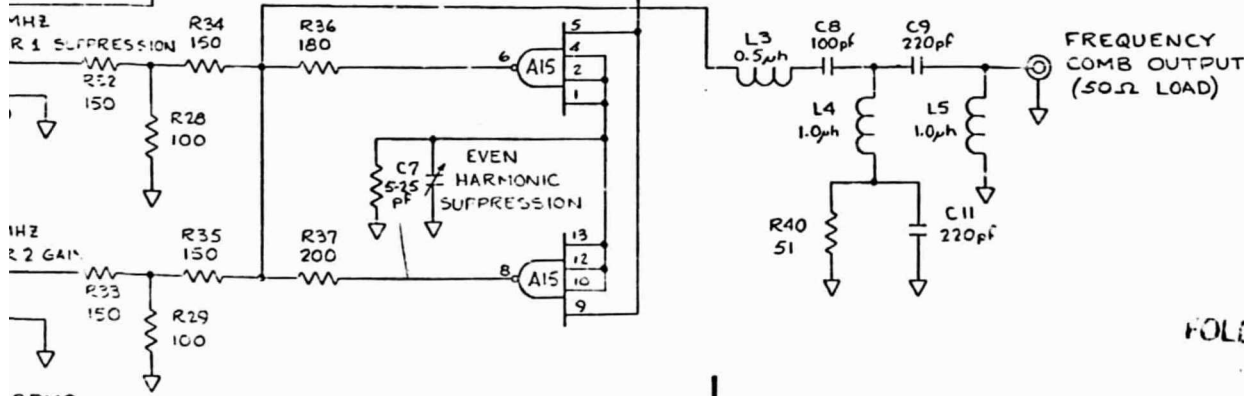 MHZ
R 1 SUPPRESSION
R32
150
R34
150
R28
100
R36
180
6
A15
5
4
2
1
C7
5-25
pf
EVEN
HARMONIC
SUPPRESSION
HZ
R 2 GAIN
R33
150
R35
150
R29
100
R37
200
8
A15
13
12
10
9
L3
0.5μh
C8
100pf
C9
220pf
L4
1.0μh
L5
1.0μh
R40
51
C11
220pf
FREQUENCY
COMB OUTPUT
(50Ω LOAD)